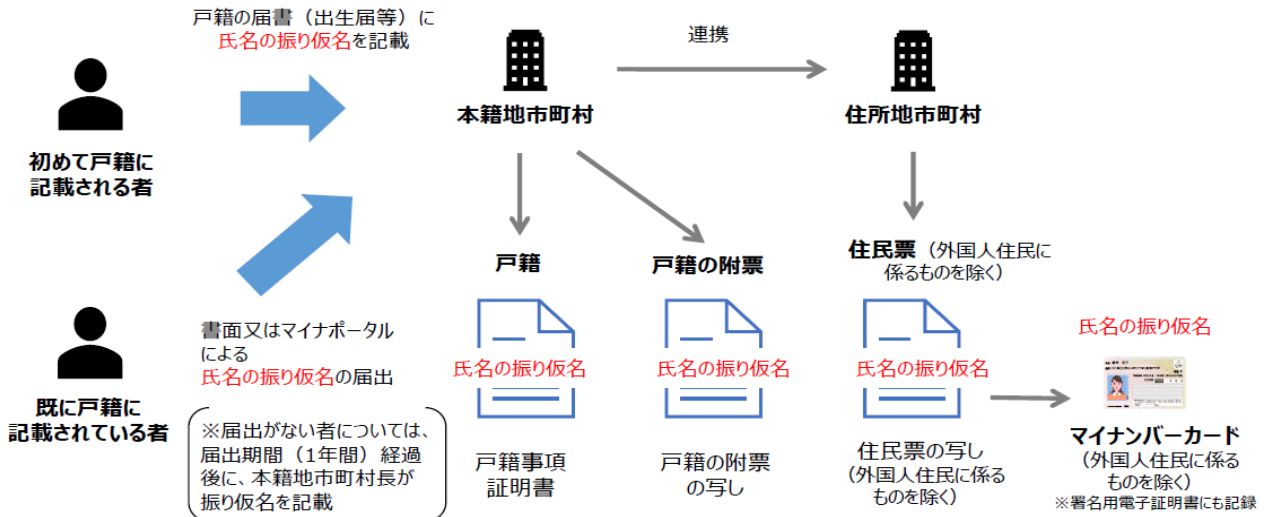 戸籍の届書（出生届等）に
氏名の振り仮名を記載
連携
本籍地市町村
住所地市町村
初めて戸籍に
記載される者
戸籍
戸籍の附票
住民票（外国人住民に
係るものを除く）
書面又はマイナポータル
による
氏名の振り仮名の届出
氏名の振り仮名
氏名の振り仮名
氏名の振り仮名
氏名の振り仮名
既に戸籍に
記載されている者
※届出がない者については、
届出期間（1年間）経過
後に、本籍地市町村長が
振り仮名を記載
戸籍事項
証明書
戸籍の附票
の写し
住民票の写し
（外国人住民に係る
ものを除く）
マイナンバーカード
（外国人住民に係る
ものを除く）
※署名用電子証明書にも記録